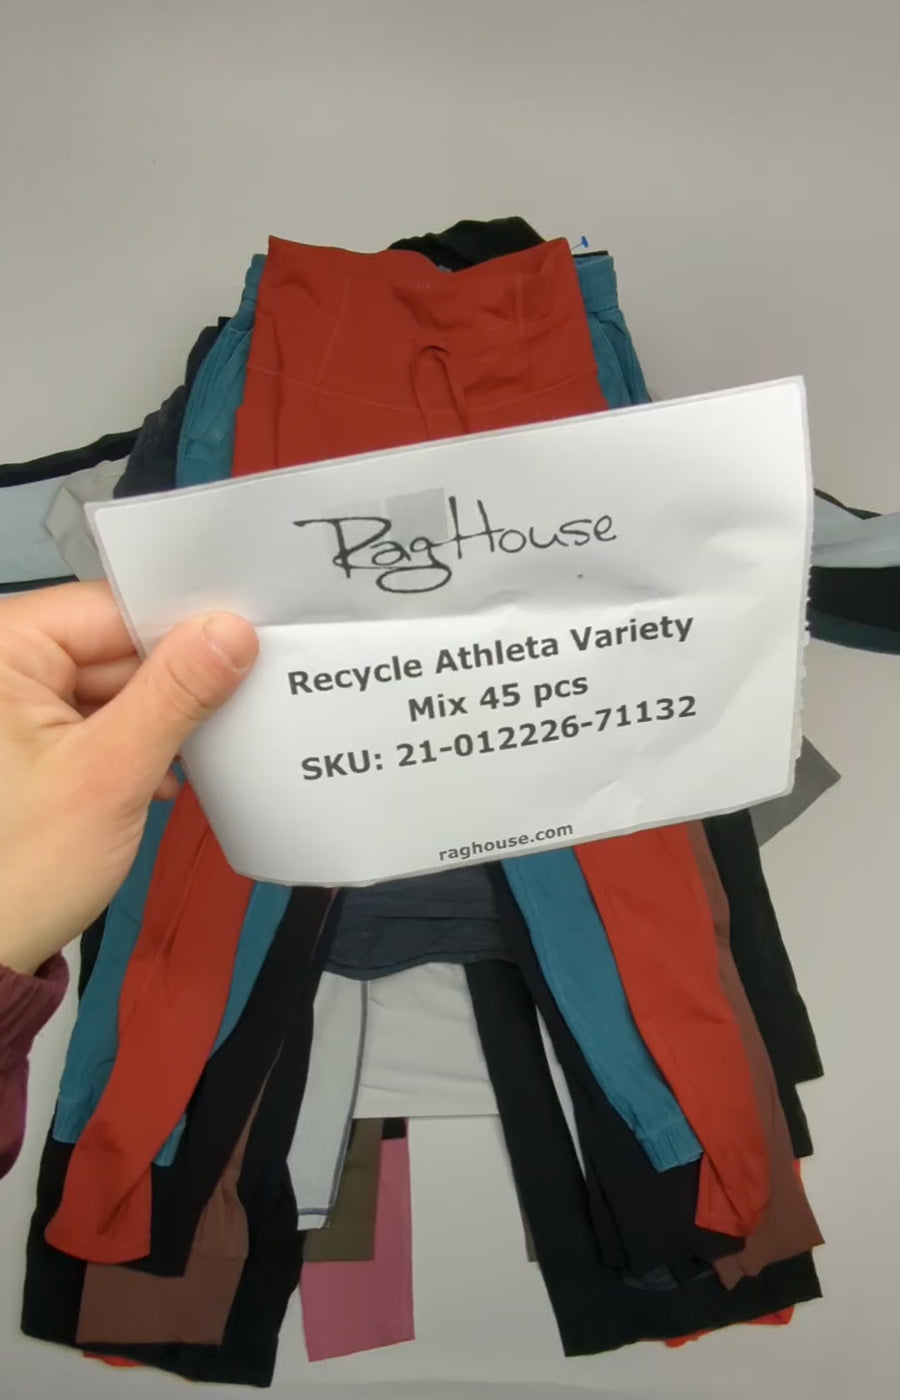 RagHouse
Recycle Athleta Variety
Mix 45 pcs
SKU: 21-012226-71132
raghouse.com